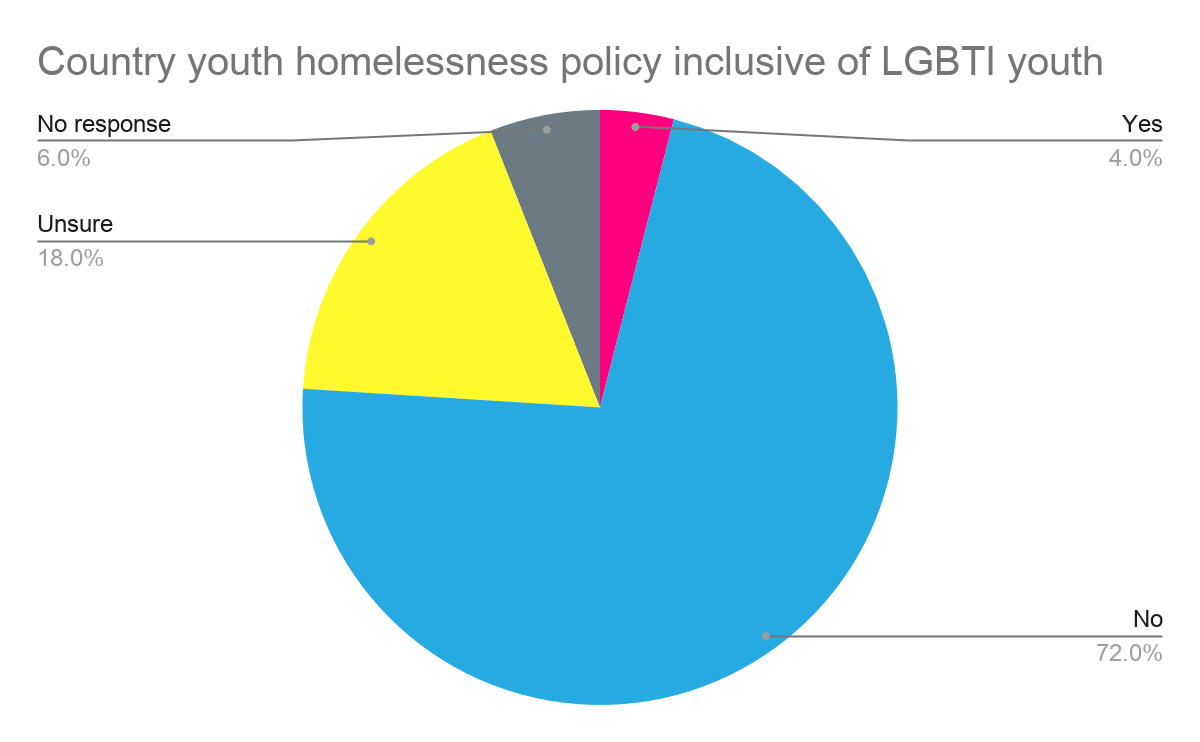 Country youth homelessness policy inclusive of LGBTI youth
No response
6.0%
Yes
4.0%
Unsure
18.0%
No
72.0%